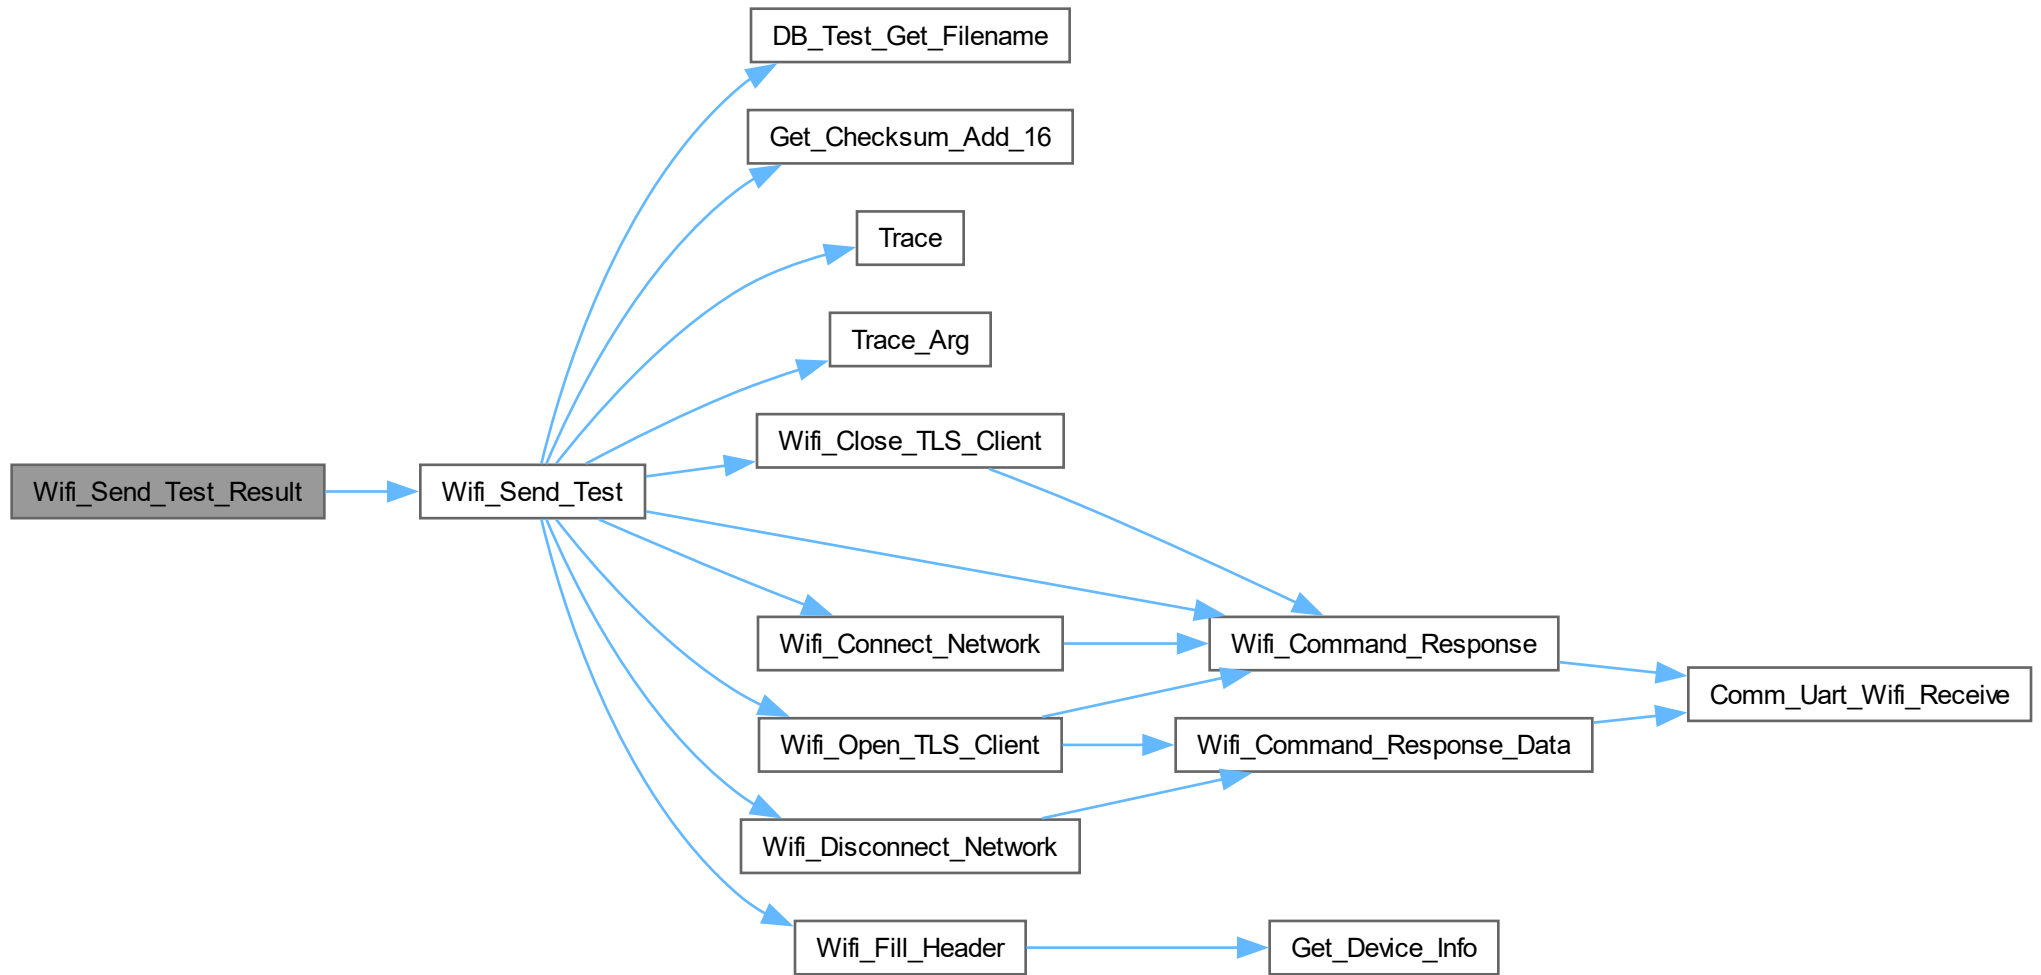 DB_Test_Get_Filename
Get_Checksum_Add_16
Trace
Trace_Arg
Wifi_Close_TLS_Client
Wifi_Send_Test_Result
Wifi_Send_Test
Wifi_Connect_Network
Wifi_Command_Response
Comm_Uart_Wifi_Receive
Wifi_Open_TLS_Client
Wifi_Command_Response_Data
Wifi_Disconnect_Network
Wifi_Fill_Header
Get_Device_Info